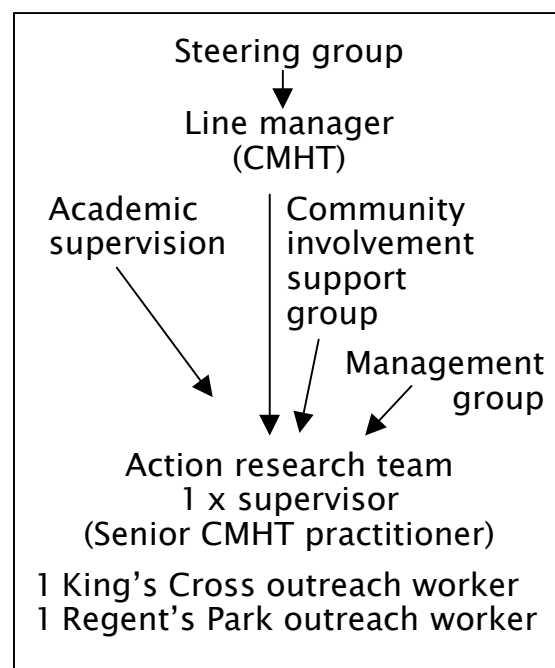 Steering group
Line manager
(CMHT)
Academic
supervision
Community
involvement
support
group
Management
group
Action research team
1 x supervisor
(Senior CMHT practitioner)
1 King's Cross outreach worker
1 Regent's Park outreach worker